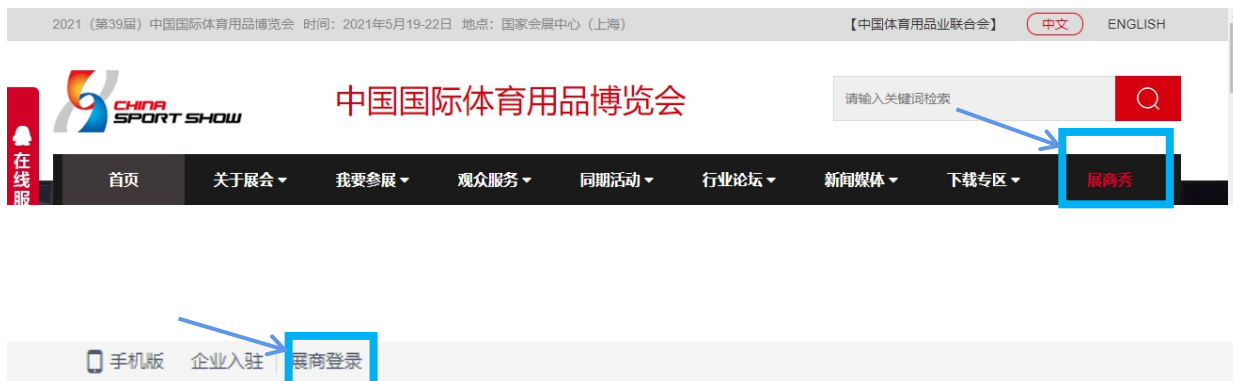 2021（第39届）中国国际体育用品博览会 时间：2021年5月19-22日 地点：国家会展中心（上海） 【中国体育用品业联合会】 中文 ENGLISH
CHINA
SPORT SHOW
中国国际体育用品博览会
请输入关键词检索
在线服
首页 关于展会 我要参展 观众服务 同期活动 行业论坛 新闻媒体 下载专区 展商秀
手机版 企业入驻 展商登录